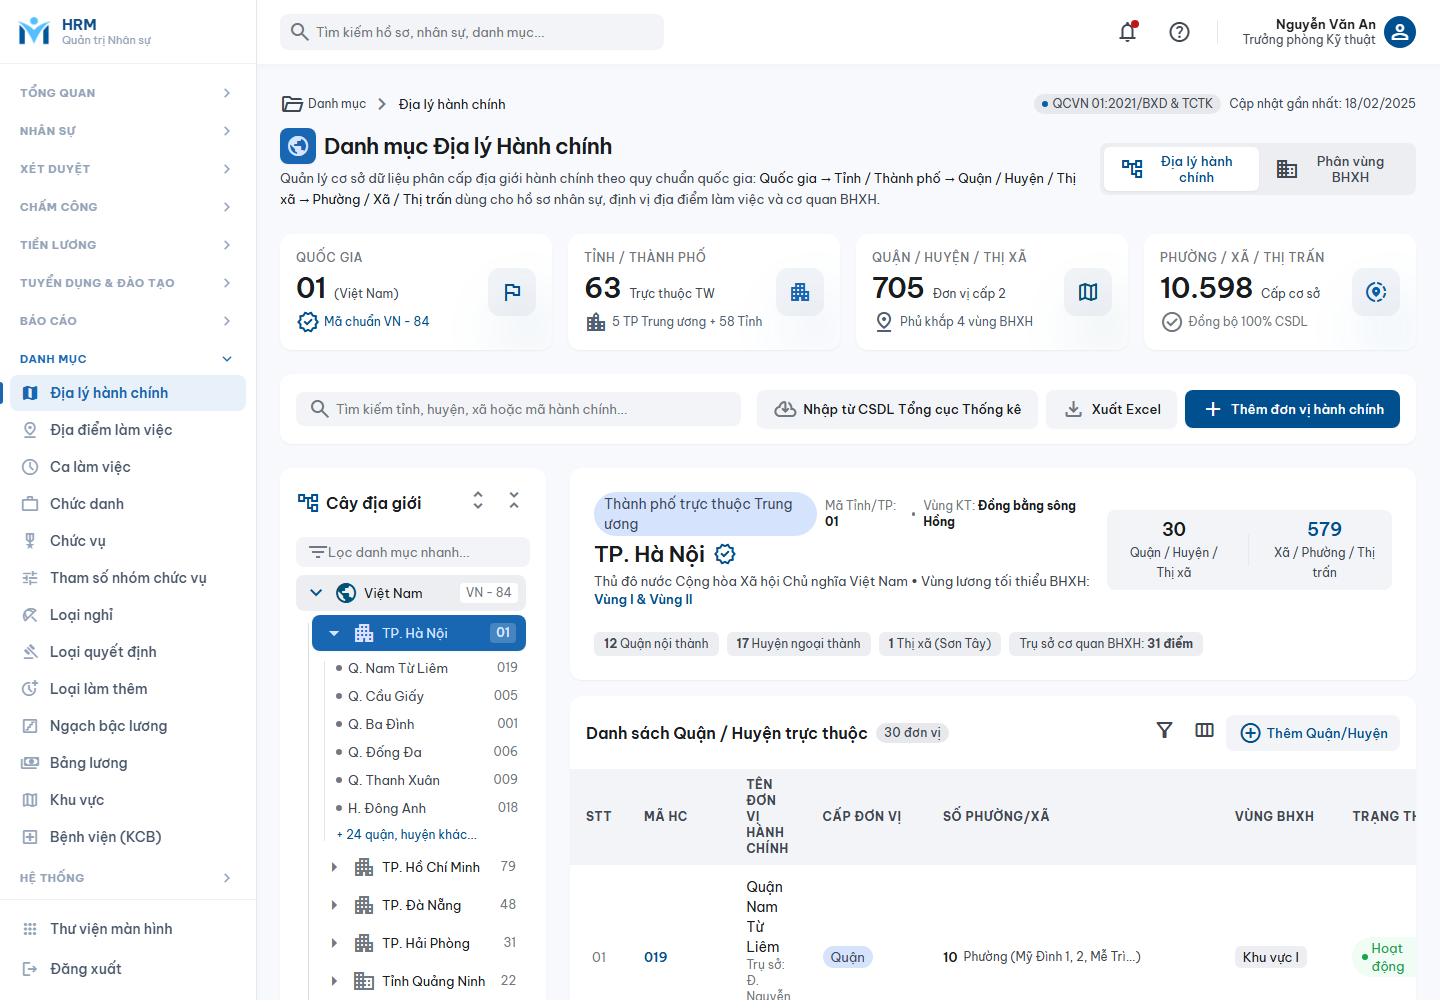 HRM
Quản trị Nhân sự
Tìm kiếm hồ sơ, nhân sự, danh mục...
Nguyễn Văn An
Trưởng phòng Kỹ thuật
TỔNG QUAN
NHÂN SỰ
XÉT DUYỆT
CHẤM CÔNG
TIỀN LƯƠNG
TUYỂN DỤNG & ĐÀO TẠO
BÁO CÁO
DANH MỤC
Địa lý hành chính
Địa điểm làm việc
Ca làm việc
Chức danh
Chức vụ
Tham số nhóm chức vụ
Loại nghỉ
Loại quyết định
Loại làm thêm
Ngạch bậc lương
Bảng lương
Khu vực
Bệnh viện (KCB)
HỆ THỐNG
Thư viện màn hình
Đăng xuất
Danh mục
Địa lý hành chính
QCVN 01:2021/BXD & TCTK
Cập nhật gần nhất: 18/02/2025
Danh mục Địa lý Hành chính
Quản lý cơ sở dữ liệu phân cấp địa giới hành chính theo quy chuẩn quốc gia: Quốc gia → Tỉnh / Thành phố → Quận / Huyện / Thị
xã → Phường / Xã / Thị trấn dùng cho hồ sơ nhân sự, định vị địa điểm làm việc và cơ quan BHXH.
Địa lý hành
chính
Phân vùng
BHXH
QUỐC GIA
01 (Việt Nam)
Mã chuẩn VN - 84
TỈNH / THÀNH PHỐ
63 Trực thuộc TW
5 TP Trung ương + 58 Tỉnh
QUẬN / HUYỆN / THỊ XÃ
705 Đơn vị cấp 2
Phủ khắp 4 vùng BHXH
PHƯỜNG / XÃ / THỊ TRẤN
10.598 Cấp cơ sở
Đồng bộ 100% CSDL
Tìm kiếm tỉnh, huyện, xã hoặc mã hành chính...
Nhập từ CSDL Tổng cục Thống kê
Xuất Excel
Thêm đơn vị hành chính
Cây địa giới
Lọc danh mục nhanh...
Việt Nam VN - 84
TP. Hà Nội 01
Q. Nam Từ Liêm 019
Q. Cầu Giấy 005
Q. Ba Đình 001
Q. Đống Đa 006
Q. Thanh Xuân 009
H. Đông Anh 018
+ 24 quận, huyện khác...
TP. Hồ Chí Minh 79
TP. Đà Nẵng 48
TP. Hải Phòng 31
Tỉnh Quảng Ninh 22
Thành phố trực thuộc Trung
ương
Mã Tỉnh/TP:
01
•
Vùng KT: Đồng bằng sông
Hồng
TP. Hà Nội
Thủ đô nước Cộng hòa Xã hội Chủ nghĩa Việt Nam • Vùng lương tối thiểu BHXH:
Vùng I & Vùng II
30
Quận / Huyện /
Thị xã
579
Xã / Phường / Thị
trấn
12 Quận nội thành
17 Huyện ngoại thành
1 Thị xã (Sơn Tây)
Trụ sở cơ quan BHXH: 31 điểm
Danh sách Quận / Huyện trực thuộc
30 đơn vị
Thêm Quận/Huyện
STT
MÃ HC
TÊN
ĐƠN
VỊ
HÀNH
CHÍNH
CẤP ĐƠN VỊ
SỐ PHƯỜNG/XÃ
VÙNG BHXH
TRẠNG TH
01
019
Quận
Nam
Từ
Liêm
Trụ sở:
Đ.
Nguyễn
Quận
10 Phường (Mỹ Đình 1, 2, Mễ Trì...)
Khu vực I
Hoạt
động